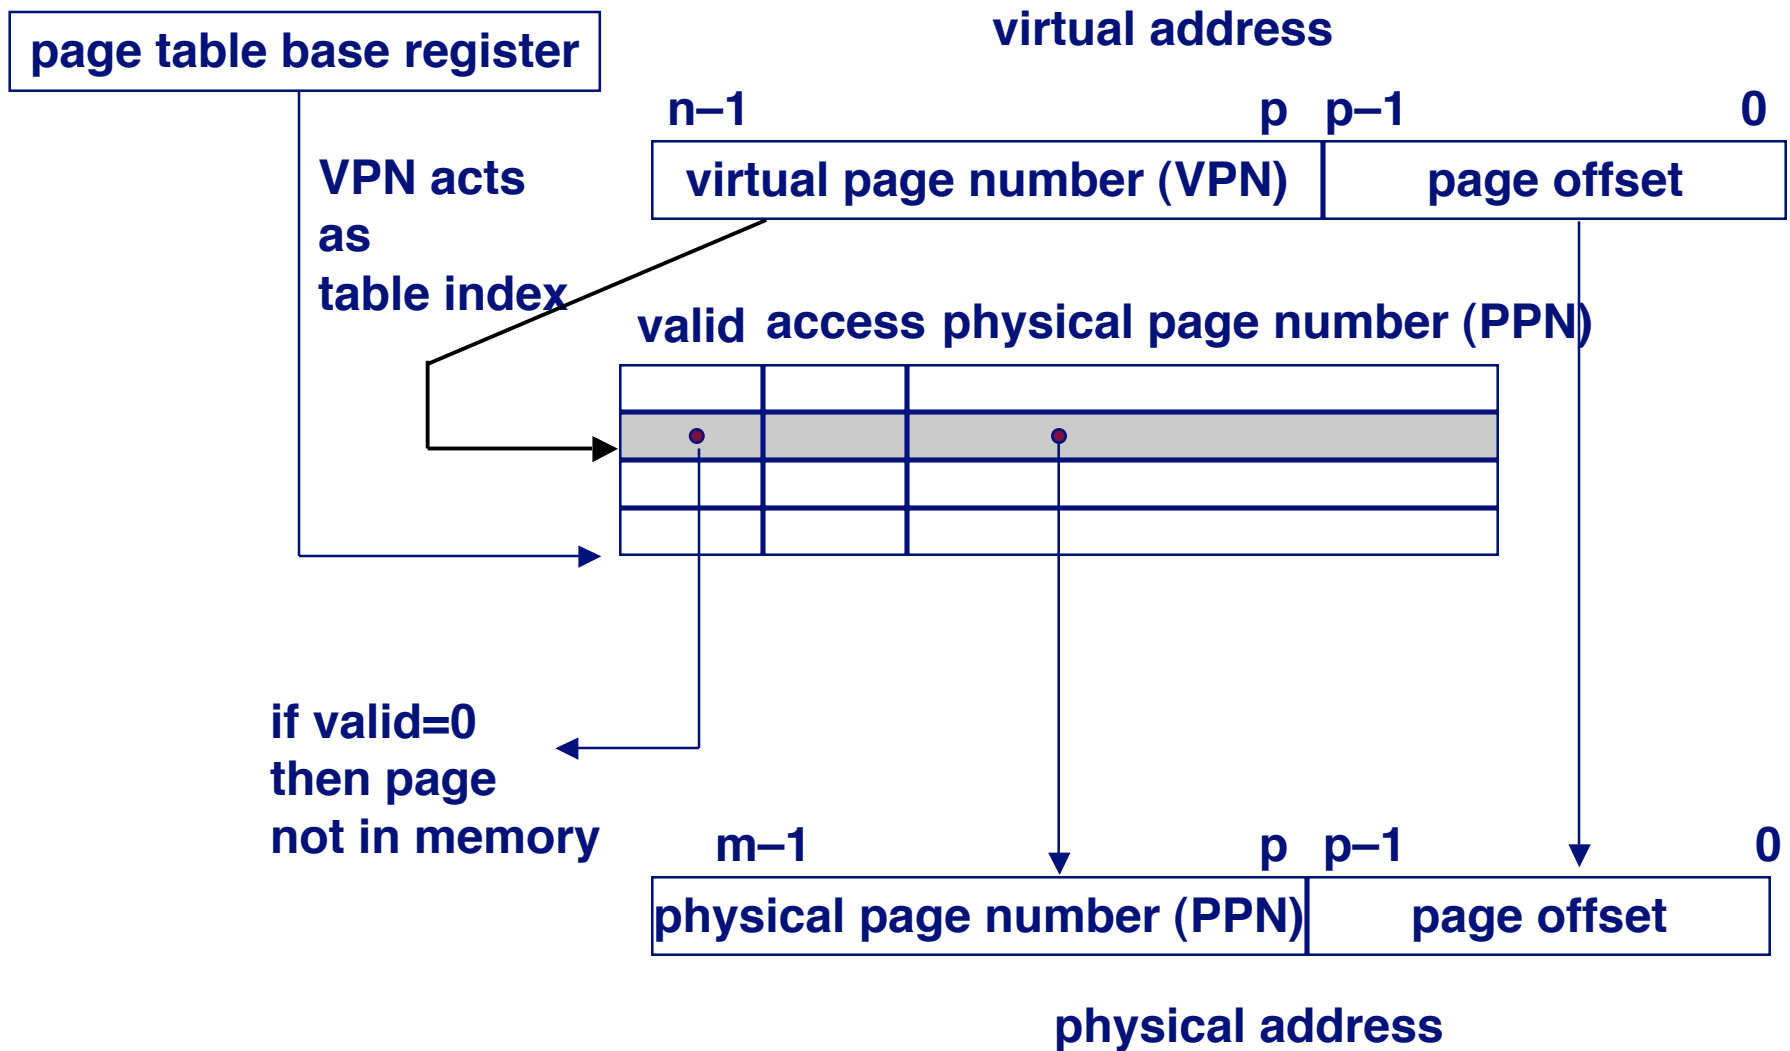 page table base register
virtual address
n–1 p p–1 0
virtual page number (VPN) page offset
VPN acts
as
table index
valid access physical page number (PPN)
if valid=0
then page
not in memory
m–1 p p–1 0
physical page number (PPN) page offset
physical address